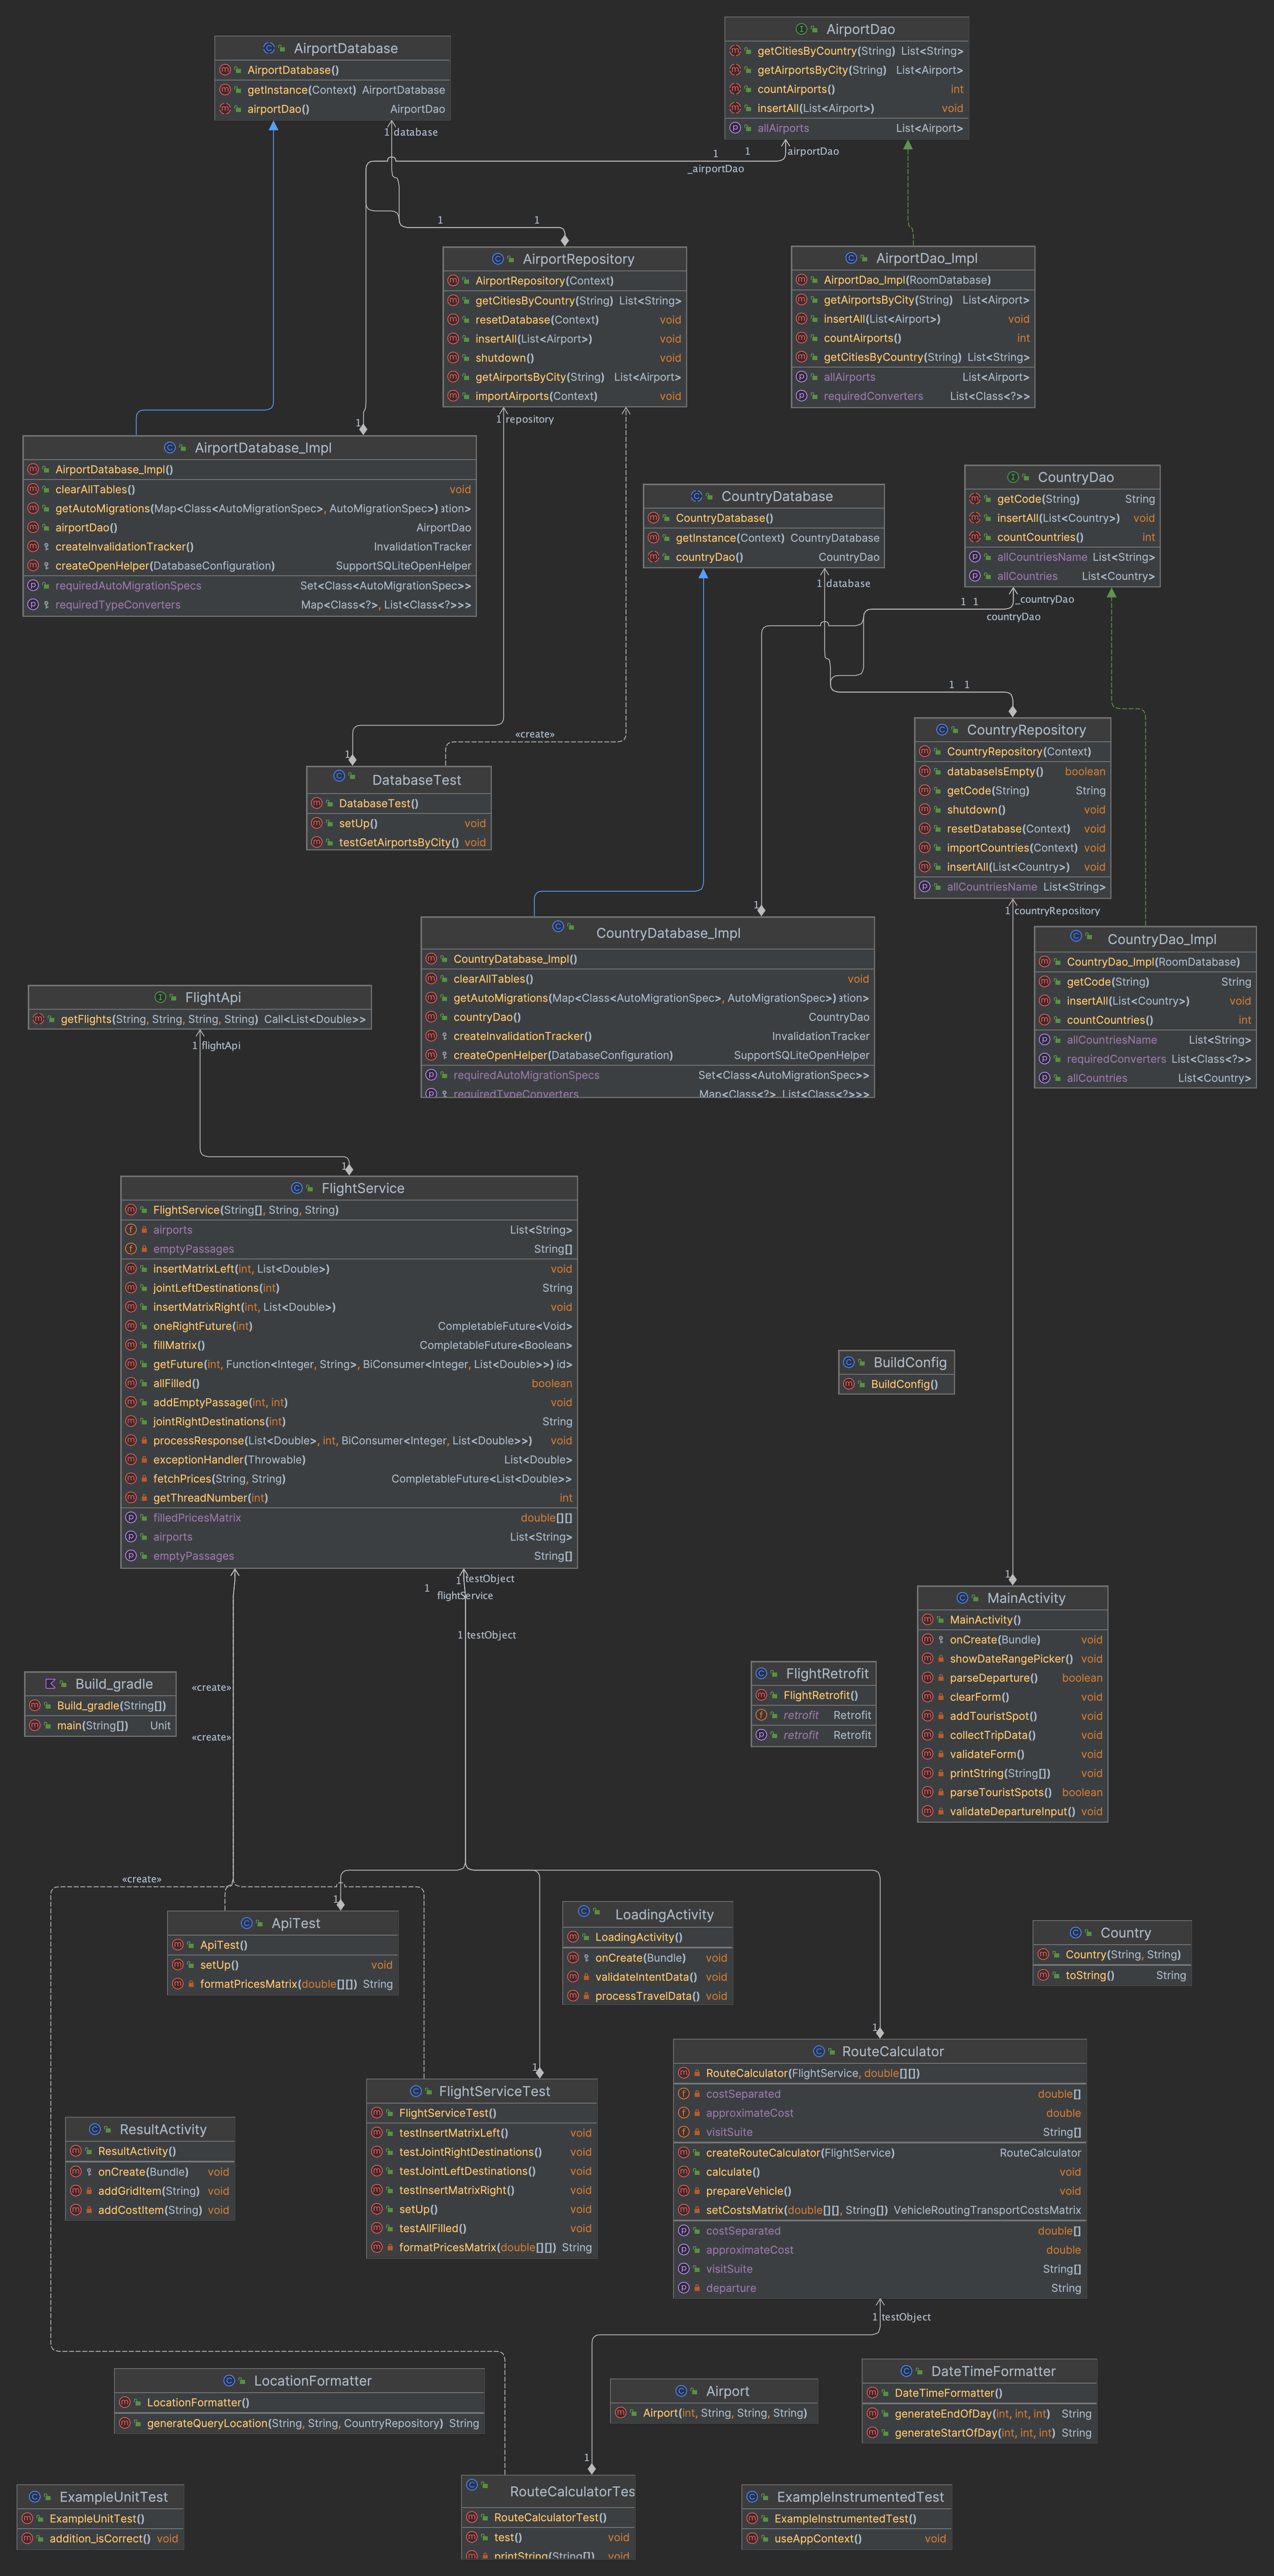 AirportDatabase
AirportDatabase()
getInstance(Context) AirportDatabase
airportDao() AirportDao
AirportDao
getCitiesByCountry(String) List<String>
getAirportsByCity(String) List<Airport>
countAirports() int
insertAll(List<Airport>) void
allAirports List<Airport>
1 database
1 1 airportDao
_airportDao
1 1
AirportRepository
AirportRepository(Context)
getCitiesByCountry(String) List<String>
resetDatabase(Context) void
insertAll(List<Airport>) void
shutdown() void
getAirportsByCity(String) List<Airport>
importAirports(Context) void
AirportDao_Impl
AirportDao_Impl(RoomDatabase)
getAirportsByCity(String) List<Airport>
insertAll(List<Airport>) void
countAirports() int
getCitiesByCountry(String) List<String>
allAirports List<Airport>
requiredConverters List<Class<?>>
1
1 repository
AirportDatabase_Impl
AirportDatabase_Impl()
clearAllTables() void
getAutoMigrations(Map<Class<AutoMigrationSpec>, AutoMigrationSpec>) ation>
airportDao() AirportDao
createInvalidationTracker() InvalidationTracker
createOpenHelper(DatabaseConfiguration) SupportSQLiteOpenHelper
requiredAutoMigrationSpecs Set<Class<AutoMigrationSpec>>
requiredTypeConverters Map<Class<?>, List<Class<?>>>
CountryDatabase
CountryDatabase()
getInstance(Context) CountryDatabase
countryDao() CountryDao
CountryDao
getCode(String) String
insertAll(List<Country>) void
countCountries() int
allCountriesName List<String>
allCountries List<Country>
1 database
1 1 _countryDao
countryDao
1 1
CountryRepository
CountryRepository(Context)
databaseIsEmpty() boolean
getCode(String) String
shutdown() void
resetDatabase(Context) void
importCountries(Context) void
insertAll(List<Country>) void
allCountriesName List<String>
«create»
1
DatabaseTest
DatabaseTest()
setUp() void
testGetAirportsByCity() void
1
1 countryRepository
CountryDatabase_Impl
CountryDatabase_Impl()
clearAllTables() void
getAutoMigrations(Map<Class<AutoMigrationSpec>, AutoMigrationSpec>) ation>
countryDao() CountryDao
createInvalidationTracker() InvalidationTracker
createOpenHelper(DatabaseConfiguration) SupportSQLiteOpenHelper
requiredAutoMigrationSpecs Set<Class<AutoMigrationSpec>>
requiredTypeConverters Map<Class<?>, List<Class<?>>>
CountryDao_Impl
CountryDao_Impl(RoomDatabase)
getCode(String) String
insertAll(List<Country>) void
countCountries() int
allCountriesName List<String>
requiredConverters List<Class<?>>
allCountries List<Country>
FlightApi
getFlights(String, String, String, String) Call<List<Double>>
1 flightApi
1
FlightService
FlightService(String[], String, String)
airports List<String>
emptyPassages String[]
insertMatrixLeft(int, List<Double>) void
jointLeftDestinations(int) String
insertMatrixRight(int, List<Double>) void
oneRightFuture(int) CompletableFuture<Void>
fillMatrix() CompletableFuture<Boolean>
getFuture(int, Function<Integer, String>, BiConsumer<Integer, List<Double>>) id>
allFilled() boolean
addEmptyPassage(int, int) void
jointRightDestinations(int) String
processResponse(List<Double>, int, BiConsumer<Integer, List<Double>>) void
exceptionHandler(Throwable) List<Double>
fetchPrices(String, String) CompletableFuture<List<Double>>
getThreadNumber(int) int
filledPricesMatrix double[][]
airports List<String>
emptyPassages String[]
BuildConfig
BuildConfig()
1 1 testObject
flightService
1 testObject
1
MainActivity
MainActivity()
onCreate(Bundle) void
showDateRangePicker() void
parseDeparture() boolean
clearForm() void
addTouristSpot() void
collectTripData() void
validateForm() void
printString(String[]) void
parseTouristSpots() boolean
validateDepartureInput() void
Build_gradle
Build_gradle(String[])
main(String[]) Unit
«create»
«create»
FlightRetrofit
FlightRetrofit()
retrofit Retrofit
retrofit Retrofit
«create»
1
ApiTest
ApiTest()
setUp() void
formatPricesMatrix(double[][]) String
LoadingActivity
LoadingActivity()
onCreate(Bundle) void
validateIntentData() void
processTravelData() void
Country
Country(String, String)
toString() String
1
1
FlightServiceTest
FlightServiceTest()
testInsertMatrixLeft() void
testJointRightDestinations() void
testJointLeftDestinations() void
testInsertMatrixRight() void
setUp() void
testAllFilled() void
formatPricesMatrix(double[][]) String
RouteCalculator
RouteCalculator(FlightService, double[][])
costSeparated double[]
approximateCost double
visitSuite String[]
createRouteCalculator(FlightService) RouteCalculator
calculate() void
prepareVehicle() void
setCostsMatrix(double[][], String[]) VehicleRoutingTransportCostsMatrix
costSeparated double[]
approximateCost double
visitSuite String[]
departure String
ResultActivity
ResultActivity()
onCreate(Bundle) void
addGridItem(String) void
addCostItem(String) void
1 testObject
LocationFormatter
LocationFormatter()
generateQueryLocation(String, String, CountryRepository) String
Airport
Airport(int, String, String, String)
DateTimeFormatter
DateTimeFormatter()
generateEndOfDay(int, int, int) String
generateStartOfDay(int, int, int) String
1
ExampleUnitTest
ExampleUnitTest()
addition_isCorrect() void
RouteCalculatorTes
RouteCalculatorTest()
test() void
printString(String[]) void
ExampleInstrumentedTest
ExampleInstrumentedTest()
useAppContext() void